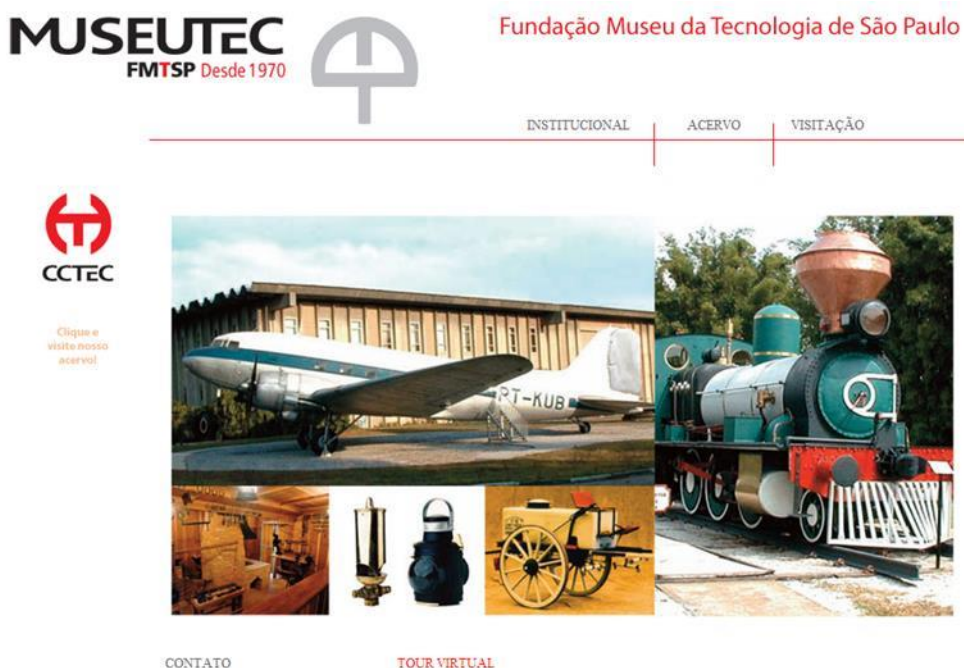 MUSEUTEC
FMTSP Desde 1970
Fundação Museu da Tecnologia de São Paulo
INSTITUCIONAL
ACERVO
VISITAÇÃO
CCTEC
Clique e
visite nosso
acervo!
PT-KUB
CONTATO
TOUR VIRTUAL